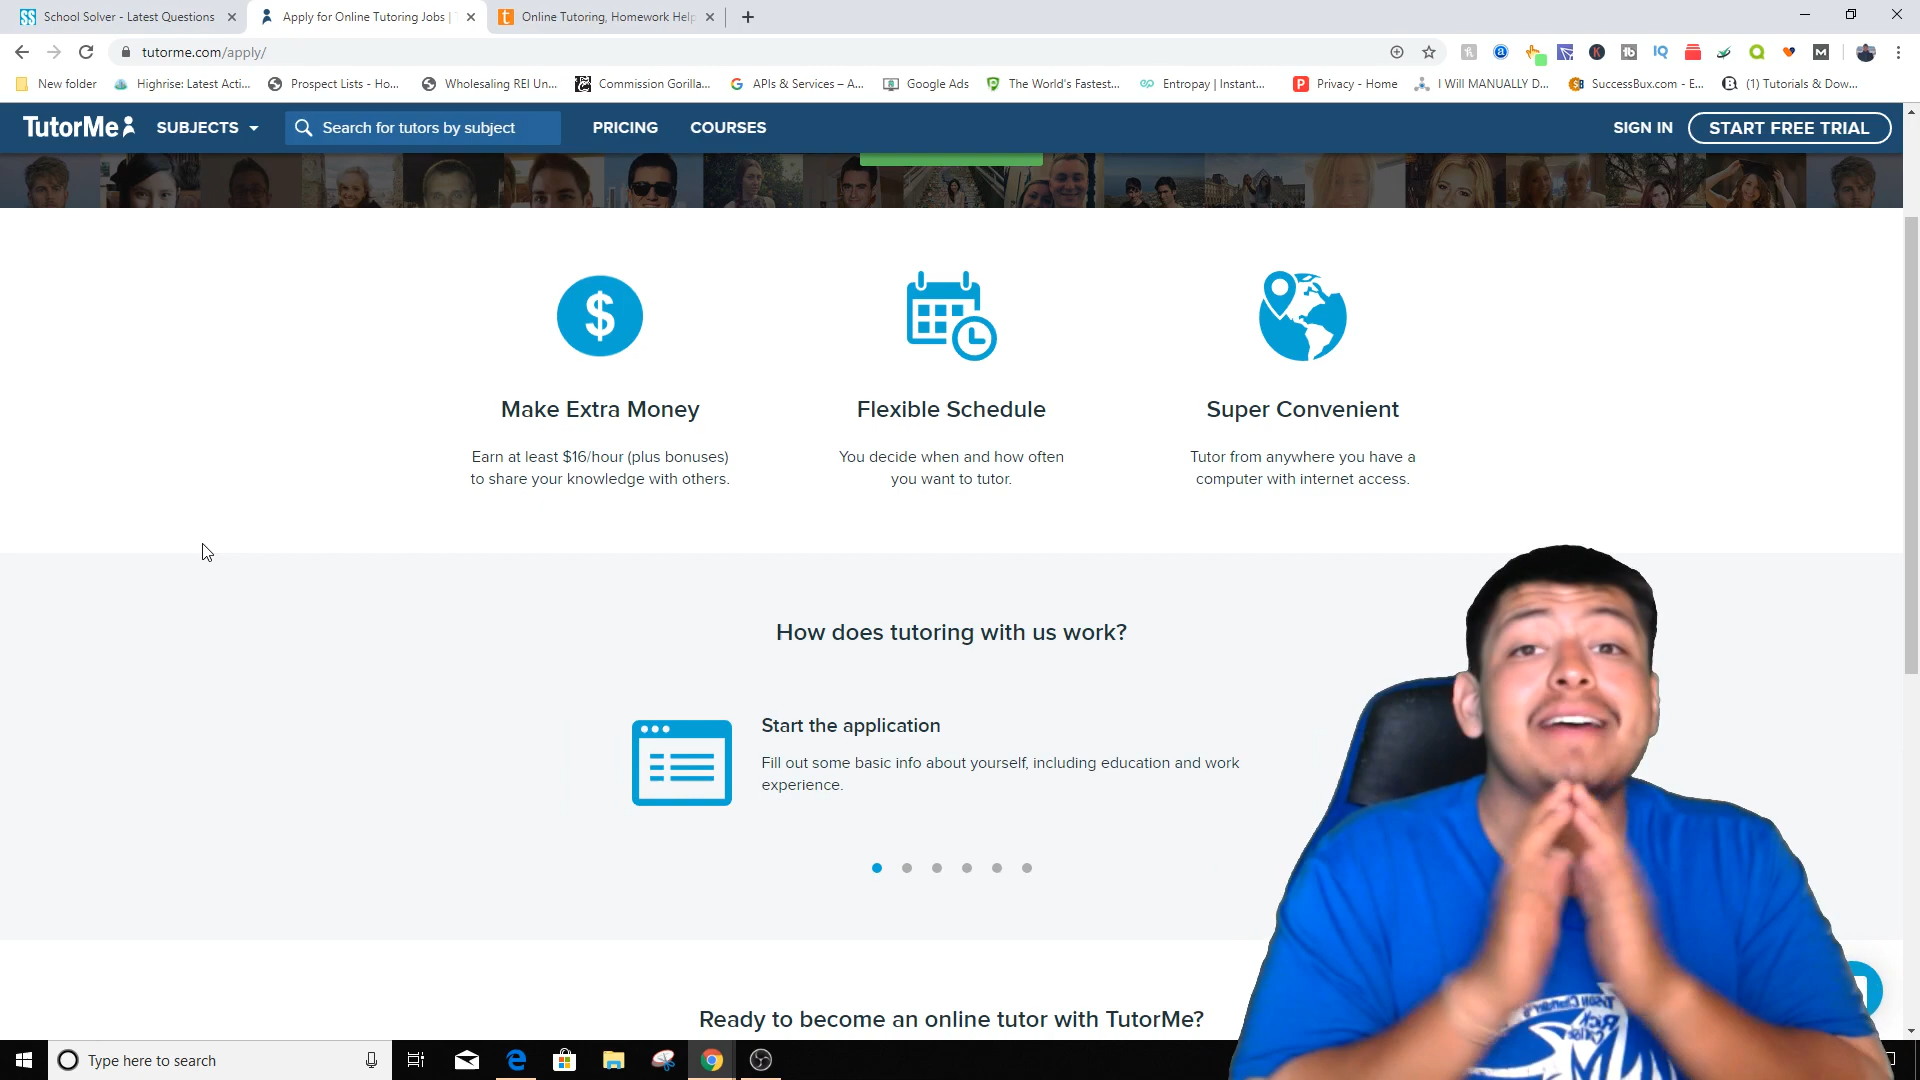 School Solver - Latest Questions
Apply for Online Tutoring Jobs |
Online Tutoring, Homework Help
tutorme.com/apply/
New folder
Highrise: Latest Acti...
Prospect Lists - Ho...
Wholesaling REI Un...
Commission Gorilla...
APIs & Services – A...
Google Ads
The World's Fastest...
Entropay | Instant...
Privacy - Home
I Will MANUALLY D...
SuccessBux.com - E...
(1) Tutorials & Dow...
TutorMe
SUBJECTS
Search for tutors by subject
PRICING
COURSES
SIGN IN
START FREE TRIAL
Make Extra Money
Earn at least $16/hour (plus bonuses)
to share your knowledge with others.
Flexible Schedule
You decide when and how often
you want to tutor.
Super Convenient
Tutor from anywhere you have a
computer with internet access.
How does tutoring with us work?
Start the application
Fill out some basic info about yourself, including education and work
experience.
Ready to become an online tutor with TutorMe?
Type here to search